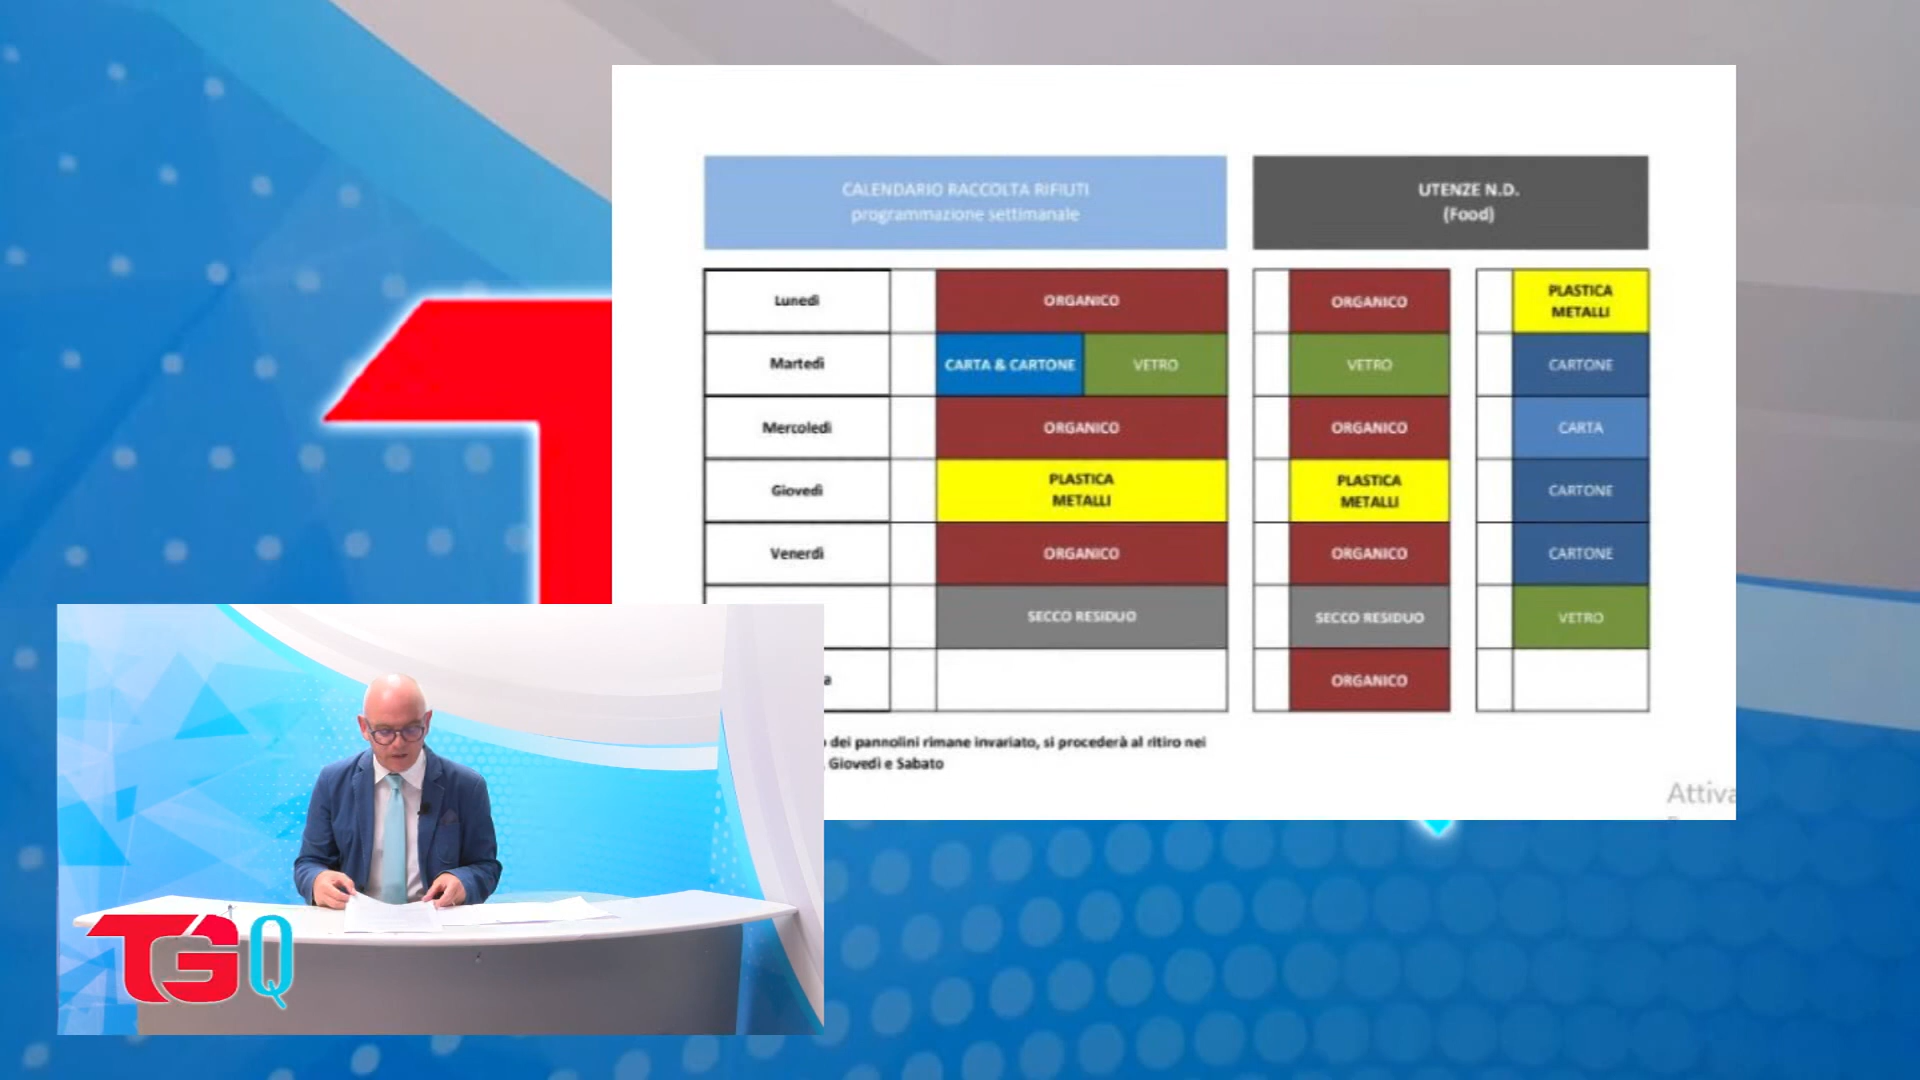 CALENDARIO RACCOLTA RIFIUTI
programmazione settimanale
UTENZE N.D.
(Food)
Lunedì
ORGANICO
ORGANICO
PLASTICA
METALLI
Martedì
CARTA & CARTONE
VETRO
VETRO
CARTONE
Mercoledì
ORGANICO
ORGANICO
CARTA
Giovedì
PLASTICA
METALLI
PLASTICA
METALLI
CARTONE
Venerdì
ORGANICO
ORGANICO
CARTONE
SECCO RESIDUO
SECCO RESIDUO
VETRO
a
ORGANICO
dei pannolini rimane invariato, si procederà al ritiro nei
Giovedì e Sabato
Attiva
TGQ